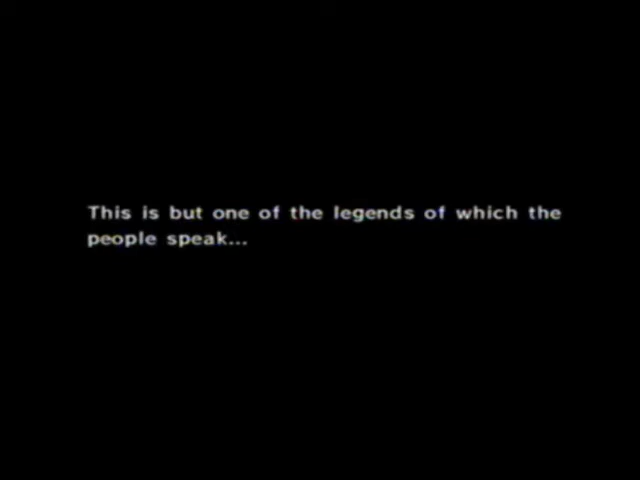 This is but one of the legends of which the
people speak...